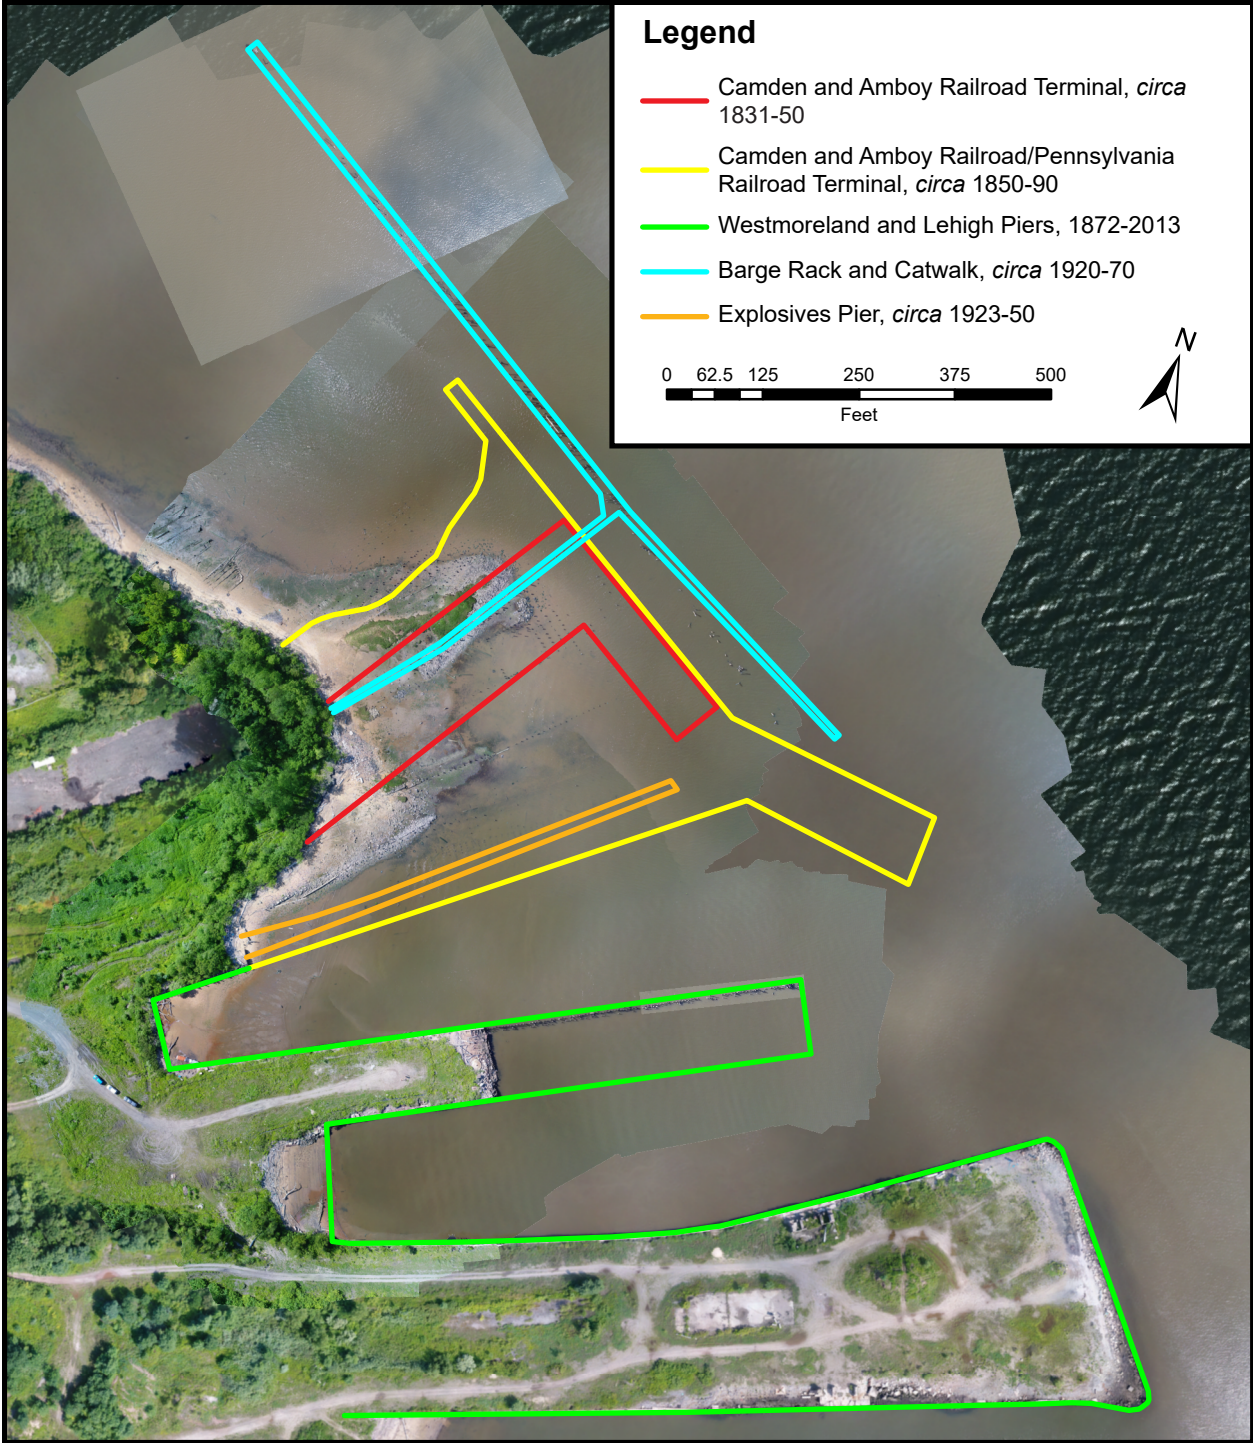 Legend
Camden and Amboy Railroad Terminal, circa
1831-50
Camden and Amboy Railroad/Pennsylvania
Railroad Terminal, circa 1850-90
Westmoreland and Lehigh Piers, 1872-2013
Barge Rack and Catwalk, circa 1920-70
Explosives Pier, circa 1923-50
N
0 62.5 125 250 375 500
Feet